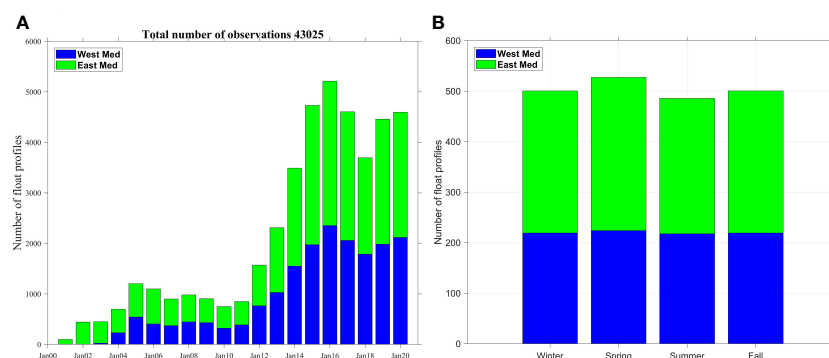 A
Total number of observations 43025
West Med
East Med
Number of float profiles
6000
5000
4000
3000
2000
1000
0
Jan00 Jan02 Jan04 Jan06 Jan08 Jan10 Jan12 Jan14 Jan16 Jan18 Jan20
B
West Med
East Med
Number of float profiles
600
500
400
300
200
100
0
Winter Spring Summer Fall